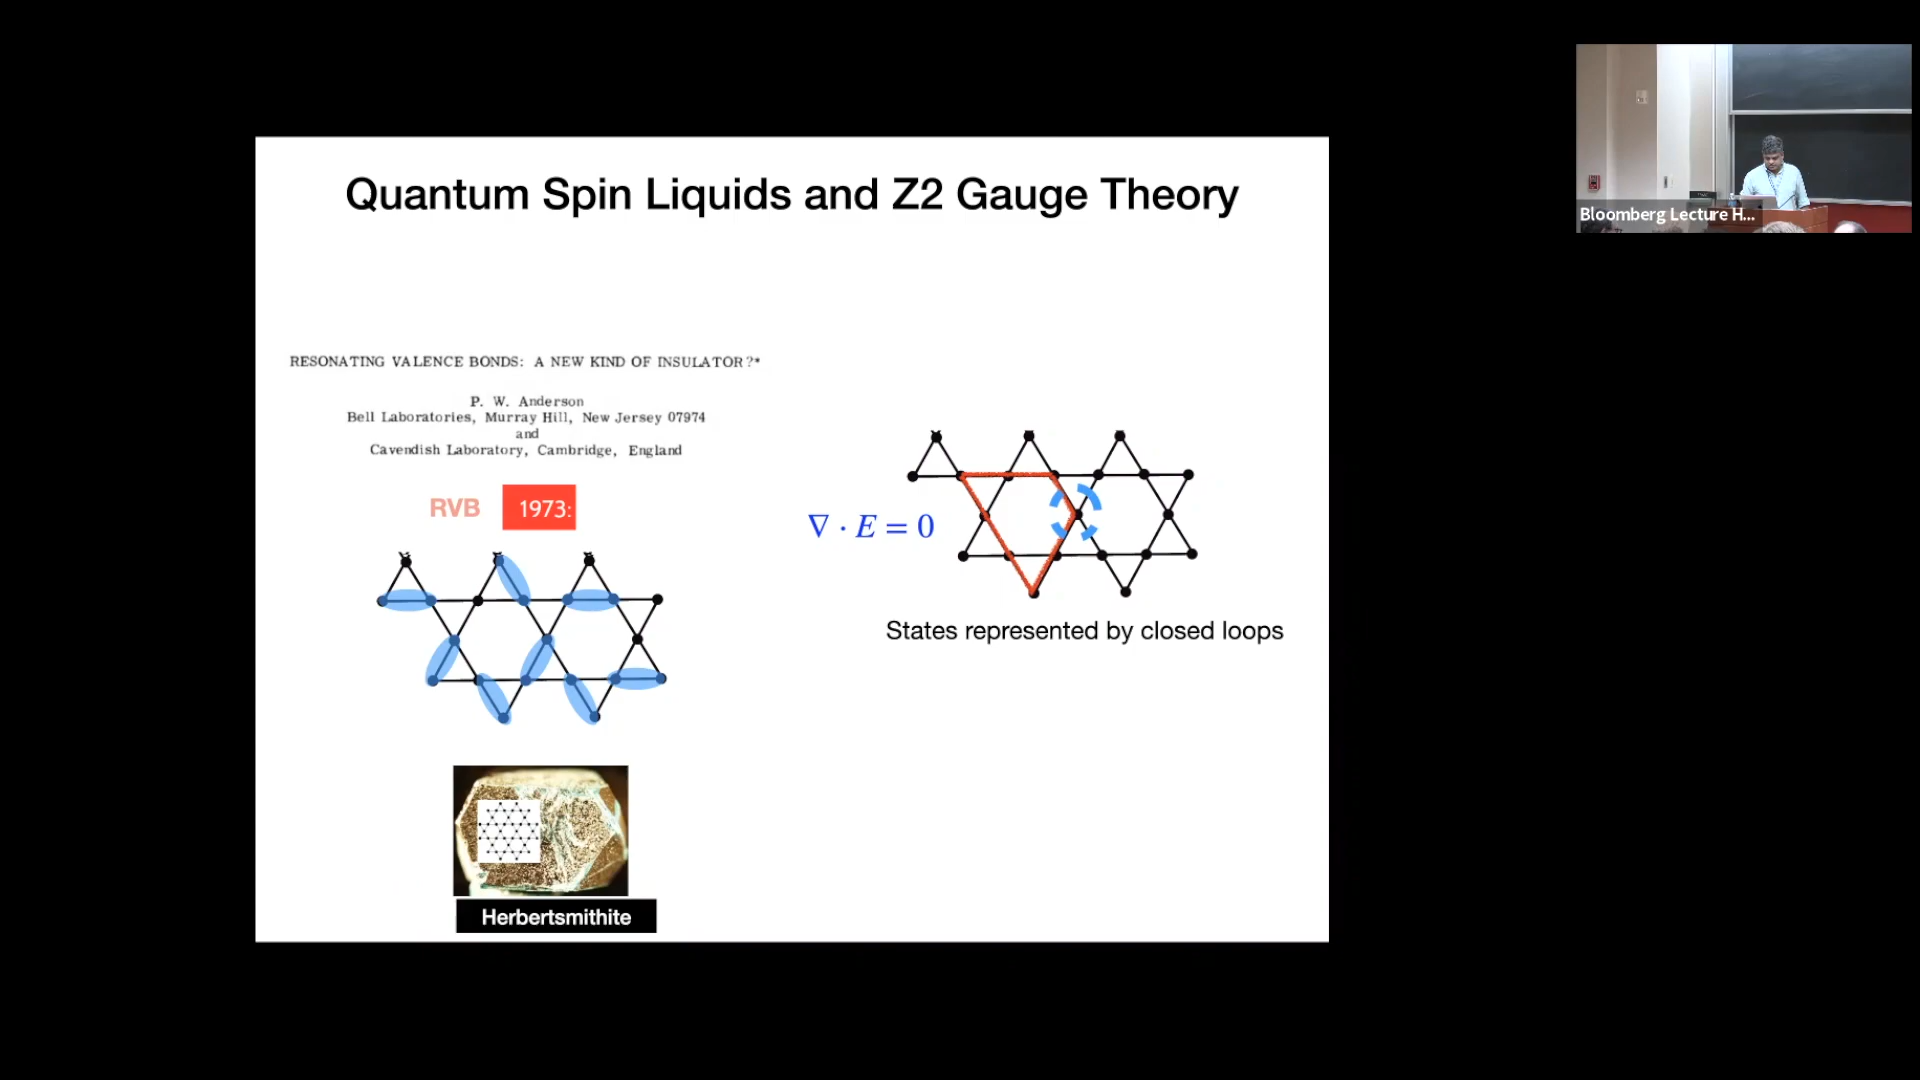 Quantum Spin Liquids and Z2 Gauge Theory
RESONATING VALENCE BONDS: A NEW KIND OF INSULATOR?*
P. W. Anderson
Bell Laboratories, Murray Hill, New Jersey 07974
and
Cavendish Laboratory, Cambridge, England
RVB
1973:
∇ · E = 0
States represented by closed loops
Herbertsmithite
Bloomberg Lecture H...